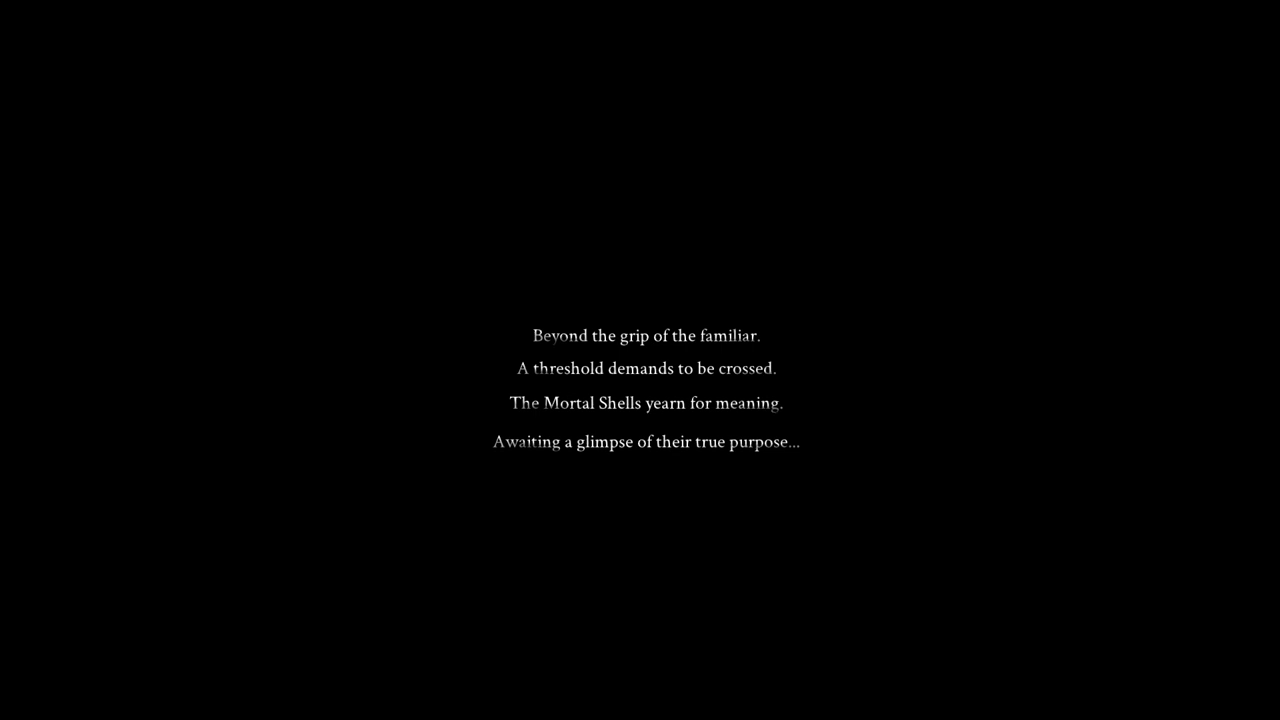 Beyond the grip of the familiar.
A threshold demands to be crossed.
The Mortal Shells yearn for meaning.
Awaiting a glimpse of their true purpose...